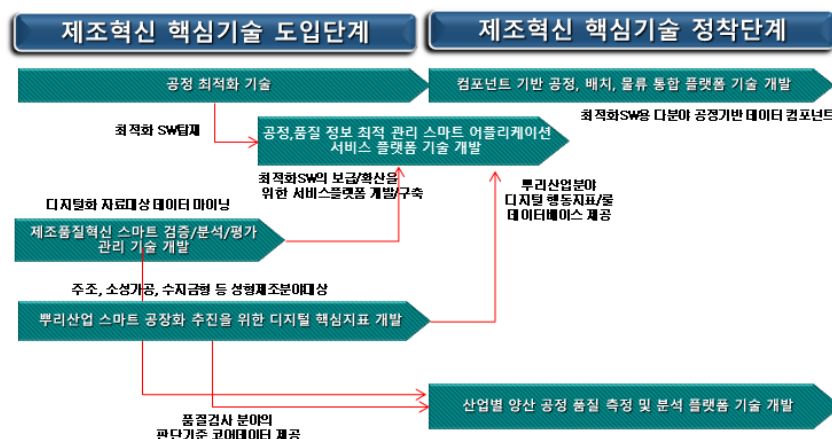 제조혁신 핵심기술 도입단계
제조혁신 핵심기술 정착단계
공정 최적화 기술
컴포넌트 기반 공정, 배치, 물류 통합 플랫폼 기술 개발
최적화SW용 다분야 공정기반 데이터 컴포넌트
최적화 SW탑재
공정,품질 정보 최적 관리 스마트 어플리케이션
서비스 플랫폼 기술 개발
최적화SW의 보급/확산을
위한 서비스플랫폼 개발/구축
뿌리산업분야
디지털 행동지표/룰
데이터베이스 제공
디지털화 자료대상 데이터 마이닝
제조품질혁신 스마트 검증/분석/평가
관리 기술 개발
주조, 소성가공, 수지금형 등 성형제조분야대상
뿌리산업 스마트 공장화 추진을 위한 디지털 핵심지표 개발
산업별 양산 공정 품질 측정 및 분석 플랫폼 기술 개발
품질검사 분야의
판단기준 코어데이터 제공